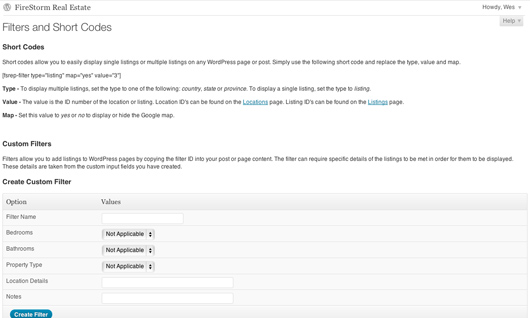 FireStorm Real Estate
Howdy, Wes
Help
Filters and Short Codes
Short Codes
Short codes allow you to easily display single listings or multiple listings on any WordPress page or post. Simply use the following short code and replace the type, value and map.
[fsrep-filter type="listing" map="yes" value="3"]
Type - To display multiple listings, set the type to one of the following: country, state or province. To display a single listing, set the type to listing.
Value - The value is the ID number of the location or listing. Location ID's can be found on the Locations page. Listing ID's can be found on the Listings page.
Map - Set this value to yes or no to display or hide the Google map.
Custom Filters
Filters allow you to add listings to WordPress pages by copying the filter ID into your post or page content. The filter can require specific details of the listings to be met in order for them to be displayed.
These details are taken from the custom input fields you have created.
Create Custom Filter
Option Values
Filter Name
Bedrooms Not Applicable
Bathrooms Not Applicable
Property Type Not Applicable
Location Details
Notes
Create Filter